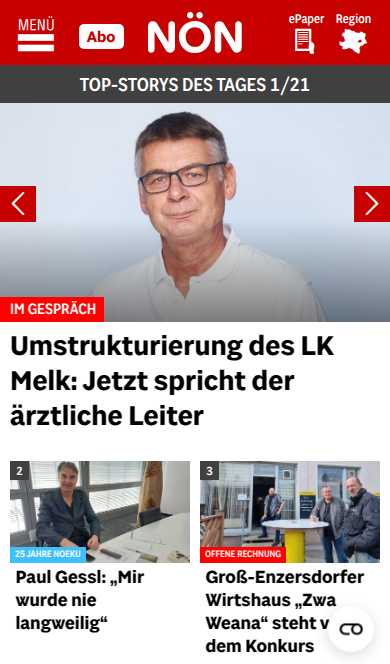 MENÜ
Abo
NÖN
ePaper
Region
TOP-STORYS DES TAGES 1/21
IM GESPRÄCH
Umstrukturierung des LK
Melk: Jetzt spricht der
ärztliche Leiter
2
25 JAHRE NOEKU
Paul Gessl: „Mir
wurde nie
langweilig“
3
OFFENE RECHNUNG
Groß-Enzersdorfer
Wirtshaus „Zwa
Weana“ steht
dem Konkurs